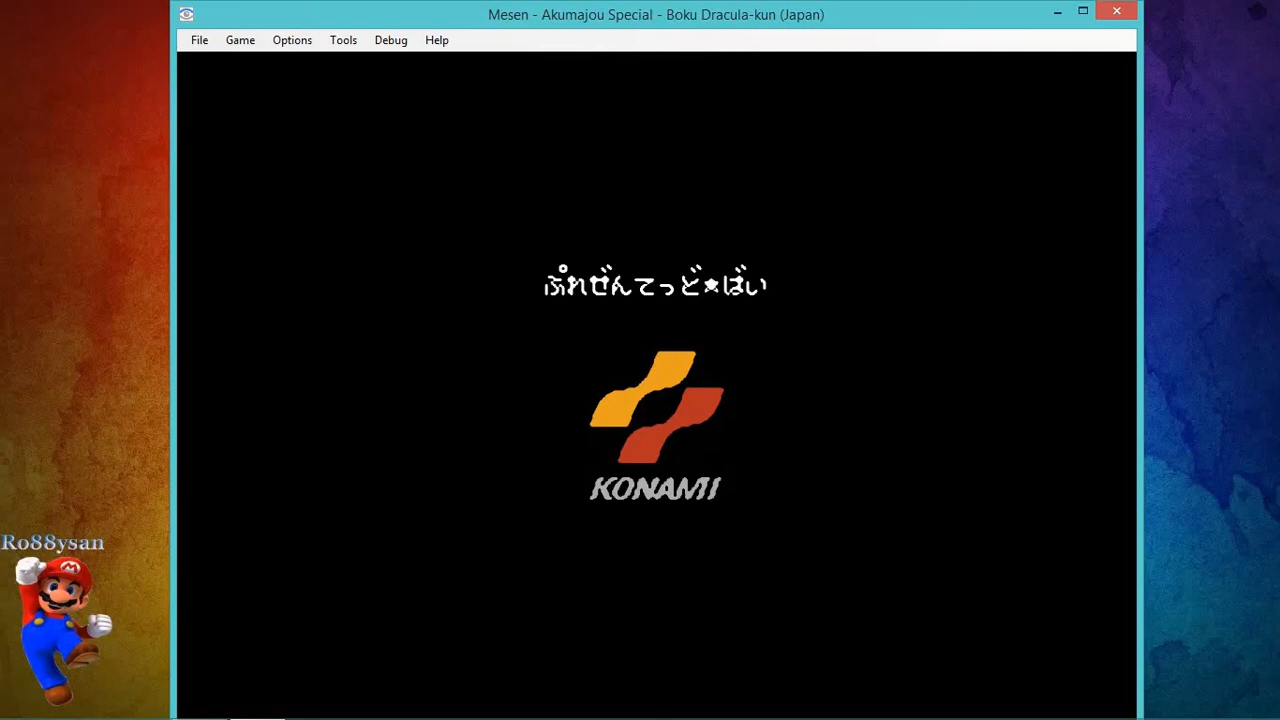 Mesen - Akumajou Special - Boku Dracula-kun (Japan)
File Game Options Tools Debug Help
ぷれぜんてっど★ばい
KONAMI
Ro88ysan
M